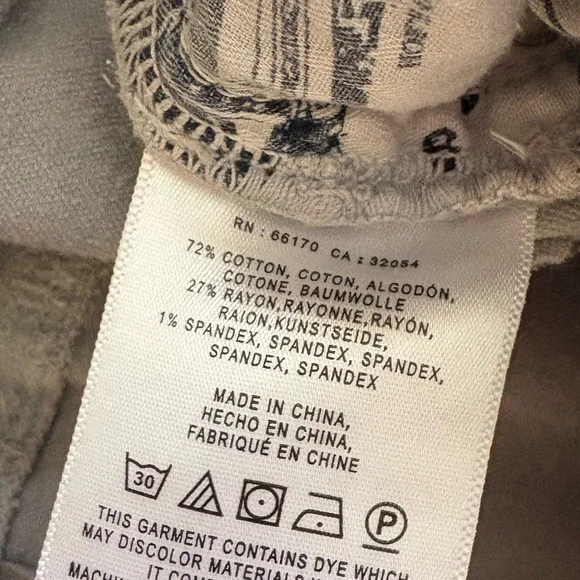 RN : 66170 CA : 32054
72% COTTON, COTON, ALGODÓN,
COTONE, BAUMWOLLE
27% RAYON,RAYONNE,RAYÓN,
RAION,KUNSTSEIDE,
1% SPANDEX, SPANDEX, SPANDEX,
SPANDEX, SPANDEX
MADE IN CHINA,
HECHO EN CHINA,
FABRIQUÉ EN CHINE
30 P
THIS GARMENT CONTAINS DYE WHICH
MAY DISCOLOR MATERIALS
IT